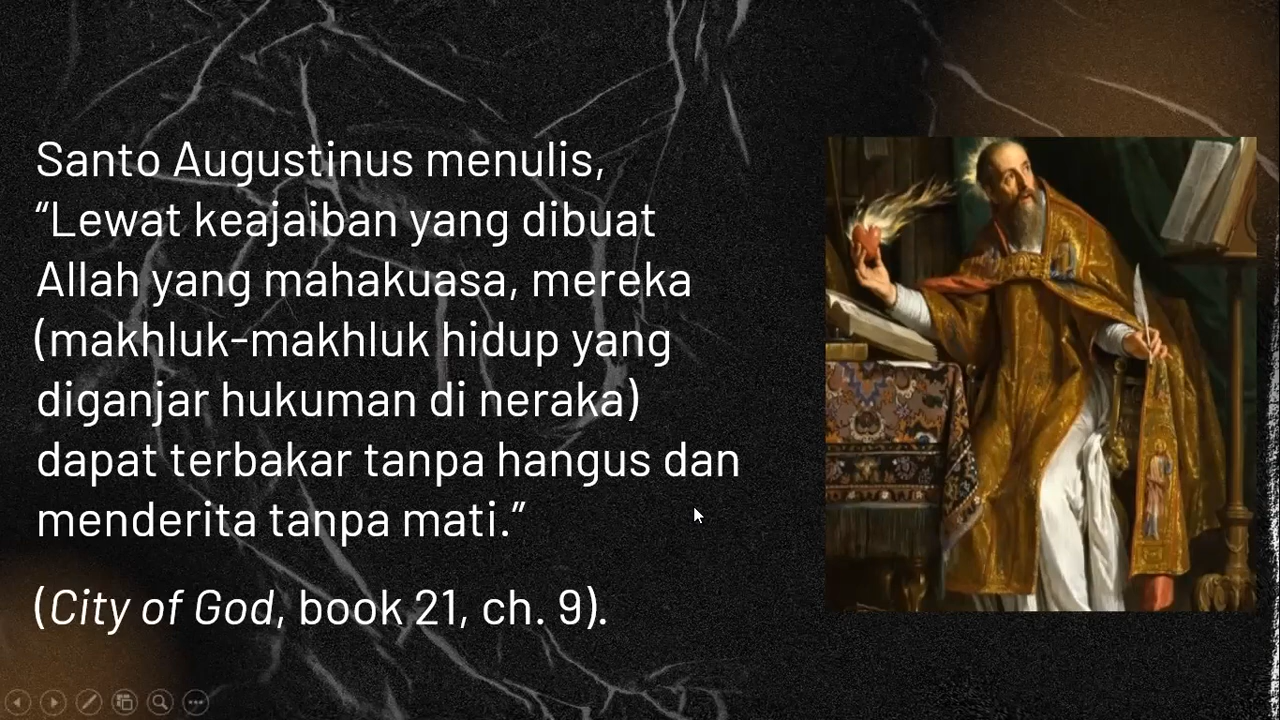 Santo Augustinus menulis,
“Lewat keajaiban yang dibuat
Allah yang mahakuasa, mereka
(makhluk-makhluk hidup yang
diganjar hukuman di neraka)
dapat terbakar tanpa hangus dan
menderita tanpa mati.”
(City of God, book 21, ch. 9).